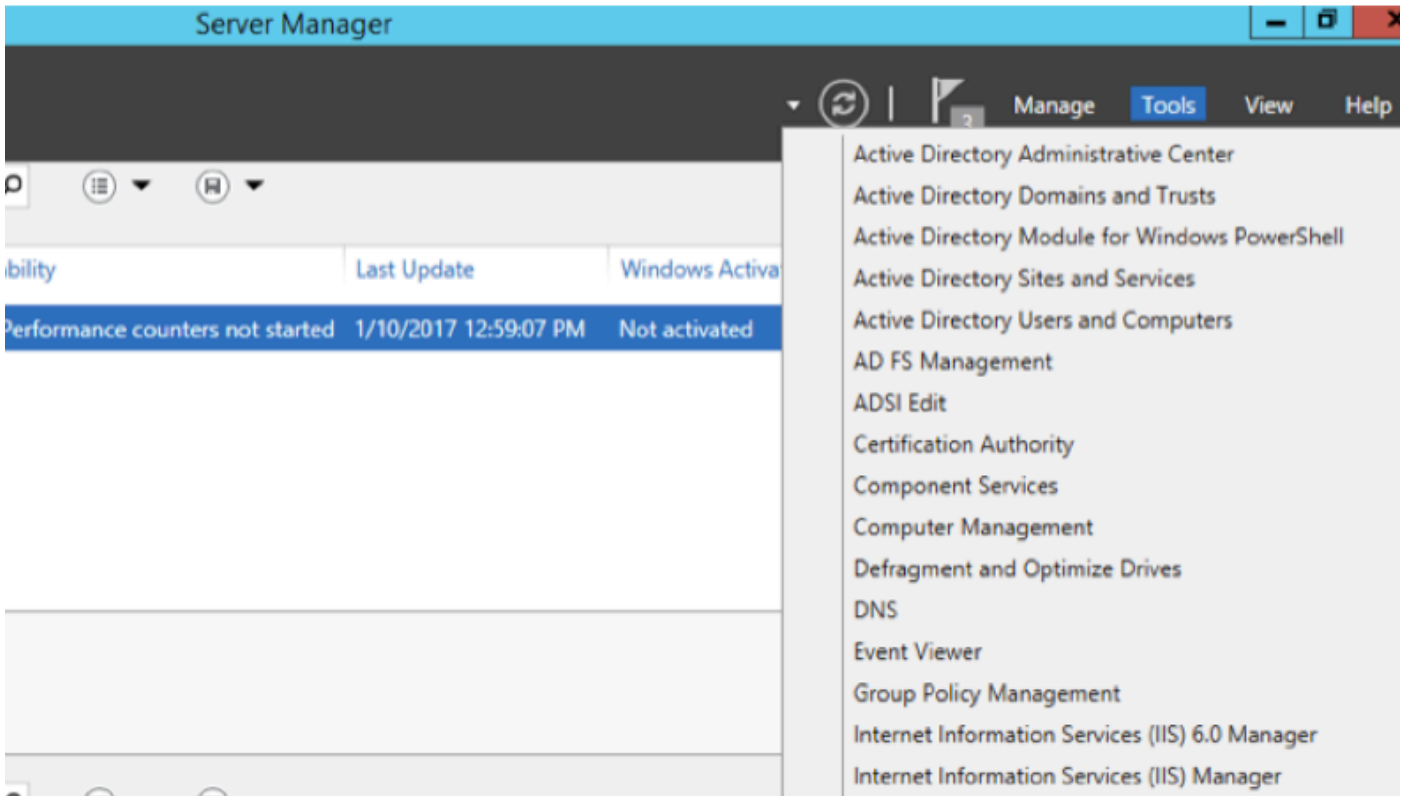 Server Manager
3
Manage Tools View Help
Active Directory Administrative Center
Active Directory Domains and Trusts
Active Directory Module for Windows PowerShell
Active Directory Sites and Services
Active Directory Users and Computers
AD FS Management
ADSI Edit
Certification Authority
Component Services
Computer Management
Defragment and Optimize Drives
DNS
Event Viewer
Group Policy Management
Internet Information Services (IIS) 6.0 Manager
Internet Information Services (IIS) Manager
bility Last Update Windows Activa
Performance counters not started 1/10/2017 12:59:07 PM Not activated